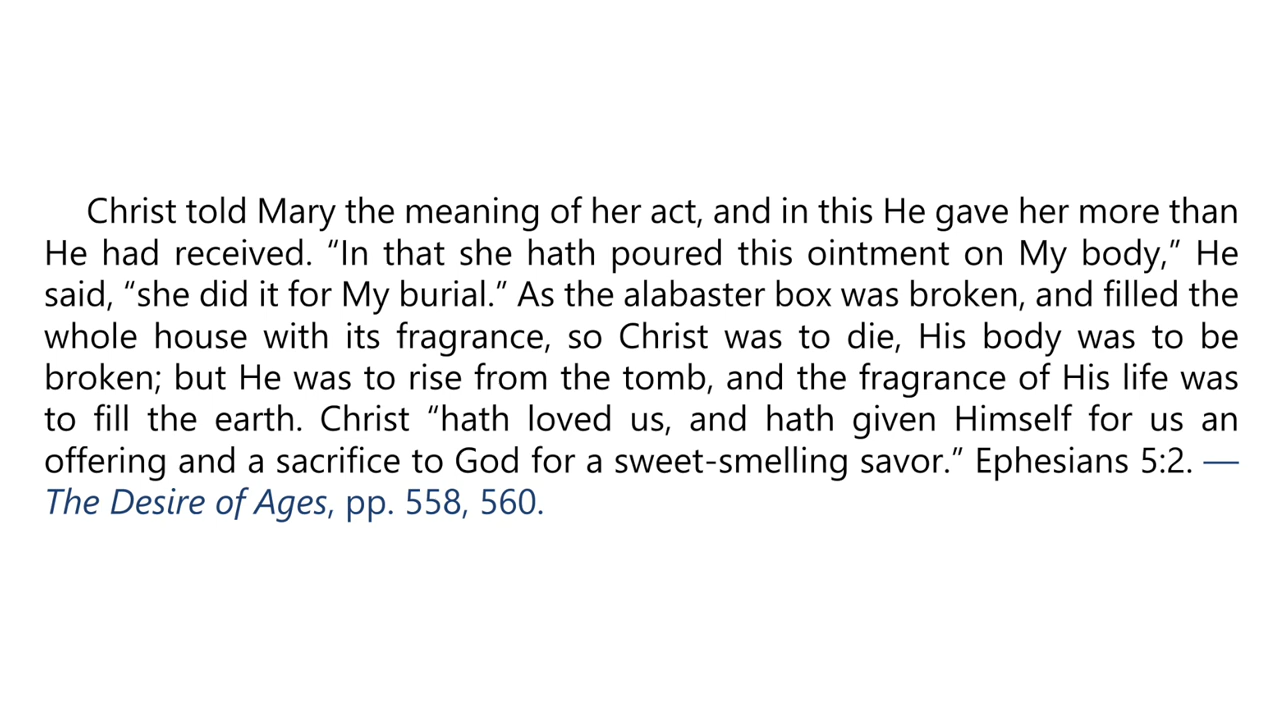 Christ told Mary the meaning of her act, and in this He gave her more than
He had received. “In that she hath poured this ointment on My body,” He
said, “she did it for My burial.” As the alabaster box was broken, and filled the
whole house with its fragrance, so Christ was to die, His body was to be
broken; but He was to rise from the tomb, and the fragrance of His life was
to fill the earth. Christ “hath loved us, and hath given Himself for us an
offering and a sacrifice to God for a sweet-smelling savor.” Ephesians 5:2. —
The Desire of Ages, pp. 558, 560.